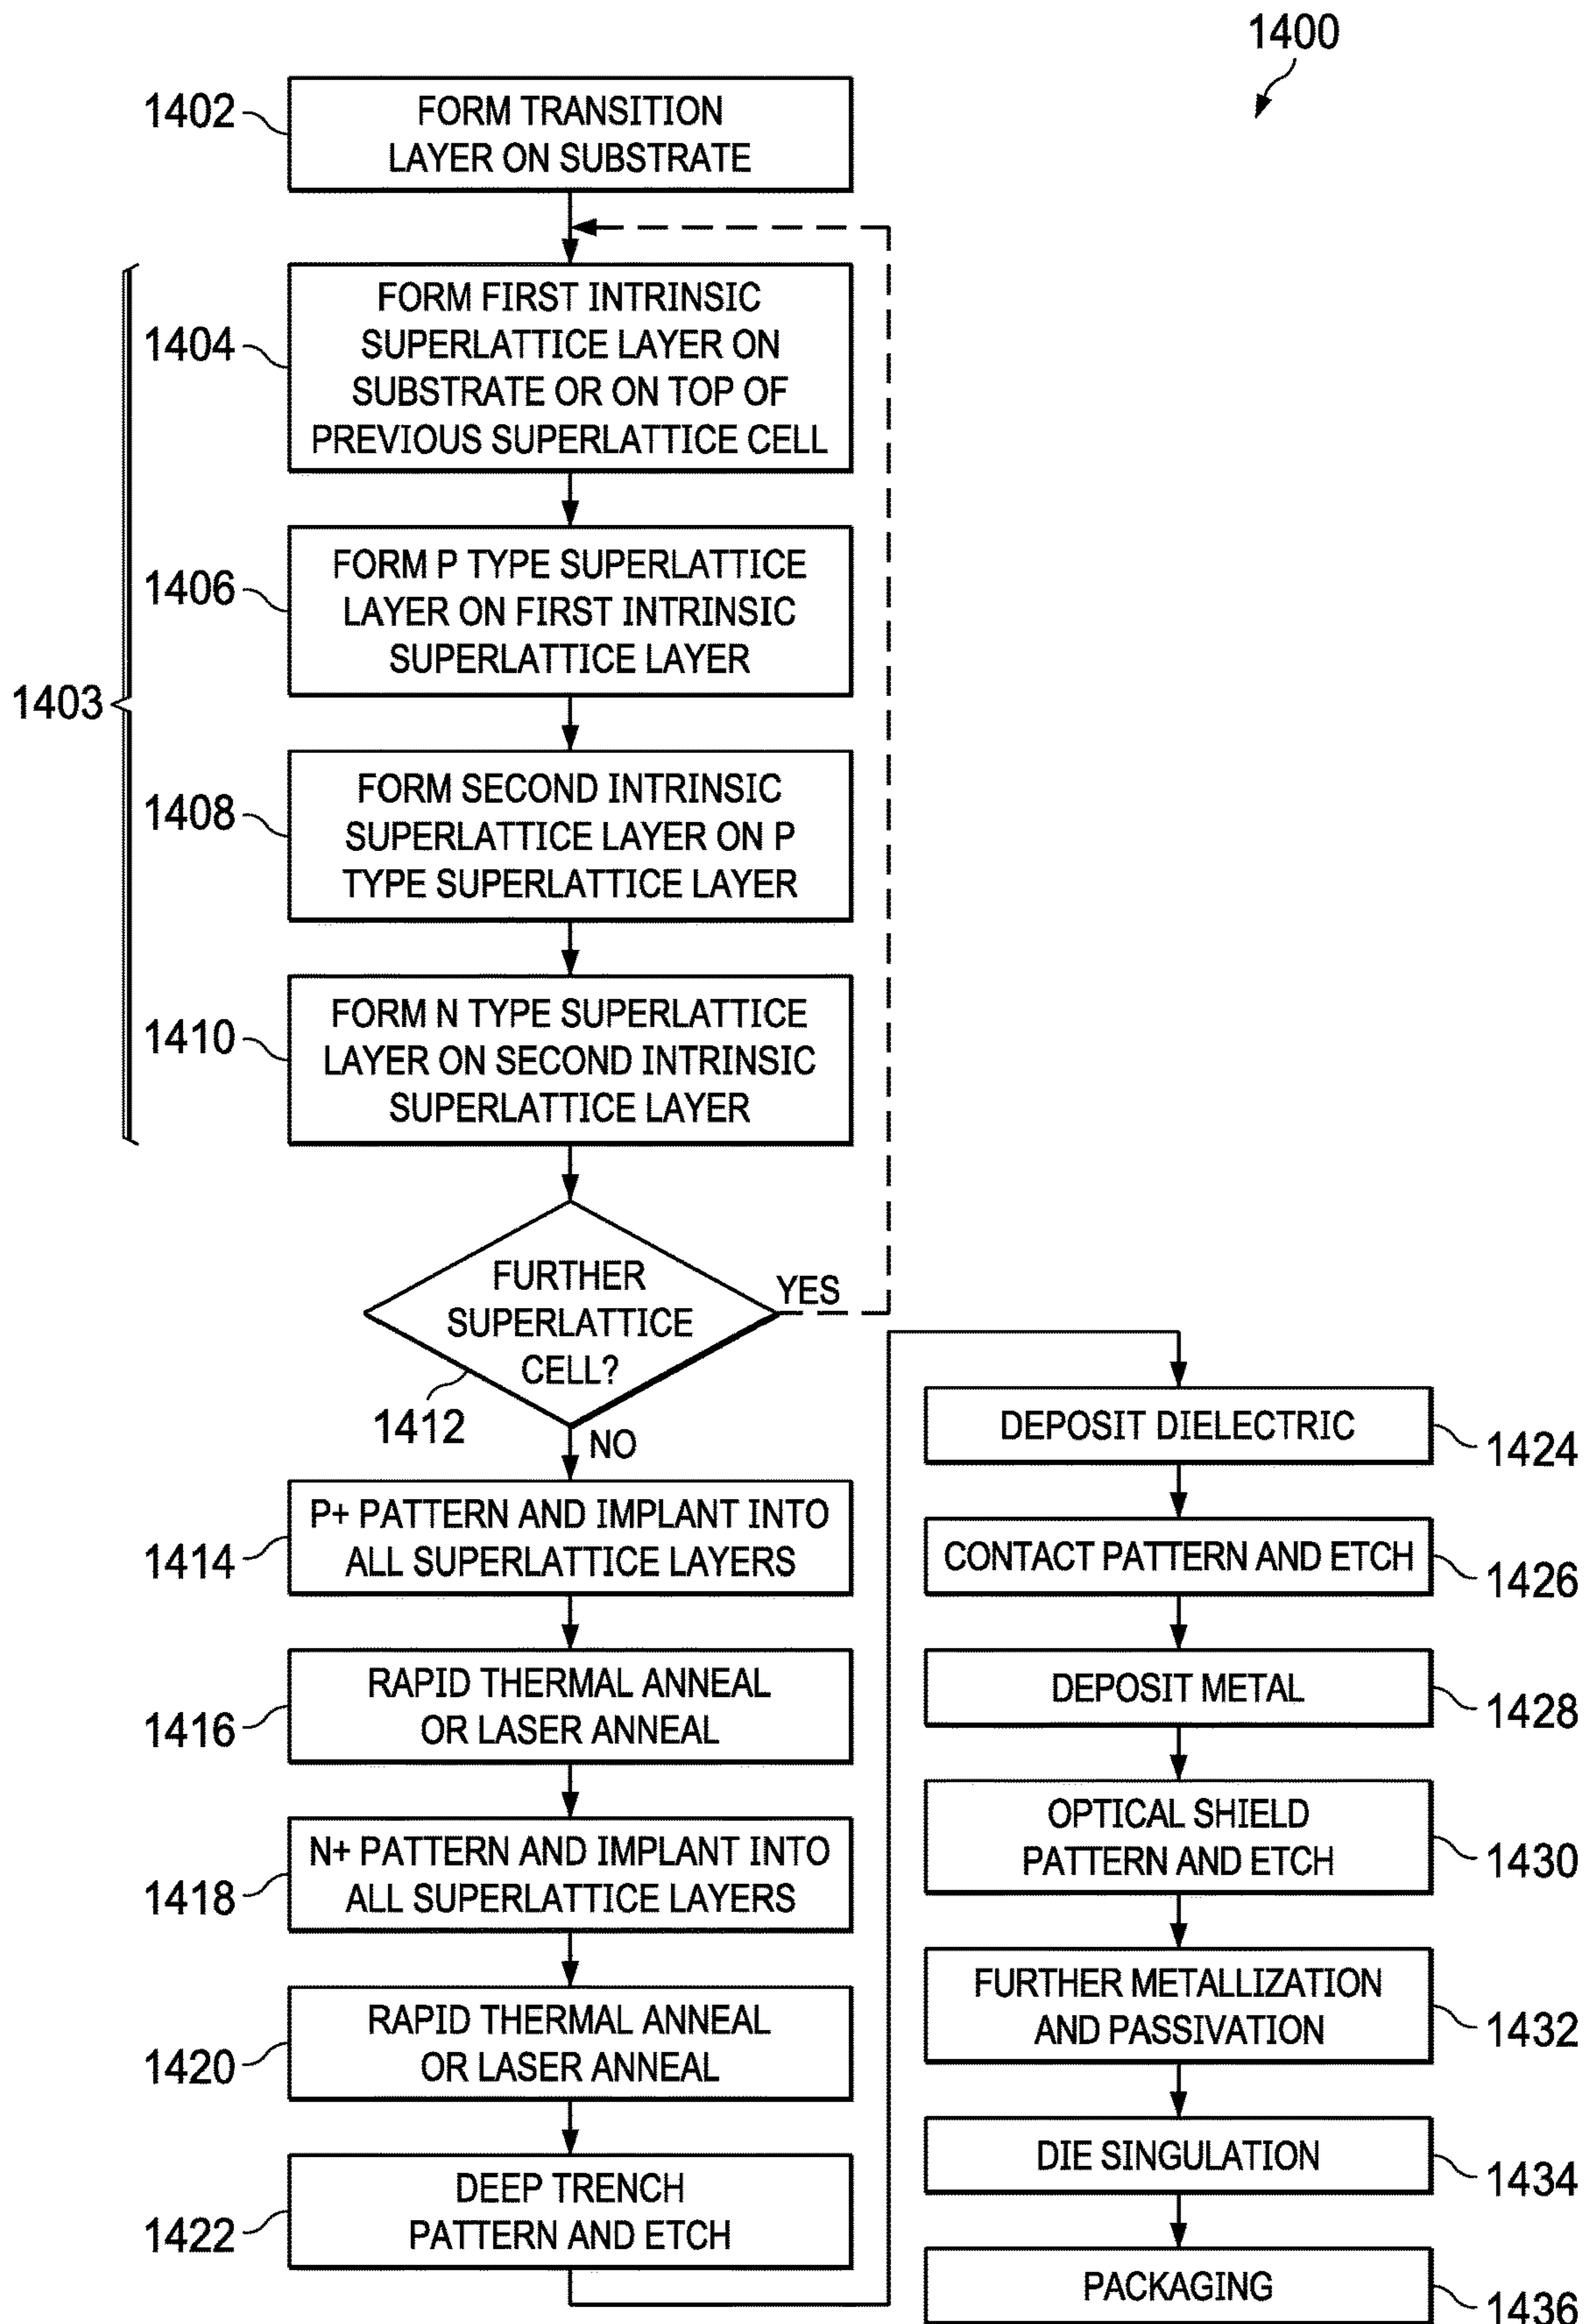 1400
1402
FORM TRANSITION
LAYER ON SUBSTRATE
1403
1404
FORM FIRST INTRINSIC
SUPERLATTICE LAYER ON
SUBSTRATE OR ON TOP OF
PREVIOUS SUPERLATTICE CELL
1406
FORM P TYPE SUPERLATTICE
LAYER ON FIRST INTRINSIC
SUPERLATTICE LAYER
1408
FORM SECOND INTRINSIC
SUPERLATTICE LAYER ON P
TYPE SUPERLATTICE LAYER
1410
FORM N TYPE SUPERLATTICE
LAYER ON SECOND INTRINSIC
SUPERLATTICE LAYER
FURTHER
SUPERLATTICE
CELL?
YES
1412
NO
1414
P+ PATTERN AND IMPLANT INTO
ALL SUPERLATTICE LAYERS
1416
RAPID THERMAL ANNEAL
OR LASER ANNEAL
1418
N+ PATTERN AND IMPLANT INTO
ALL SUPERLATTICE LAYERS
1420
RAPID THERMAL ANNEAL
OR LASER ANNEAL
1422
DEEP TRENCH
PATTERN AND ETCH
DEPOSIT DIELECTRIC
1424
CONTACT PATTERN AND ETCH
1426
DEPOSIT METAL
1428
OPTICAL SHIELD
PATTERN AND ETCH
1430
FURTHER METALLIZATION
AND PASSIVATION
1432
DIE SINGULATION
1434
PACKAGING
1436